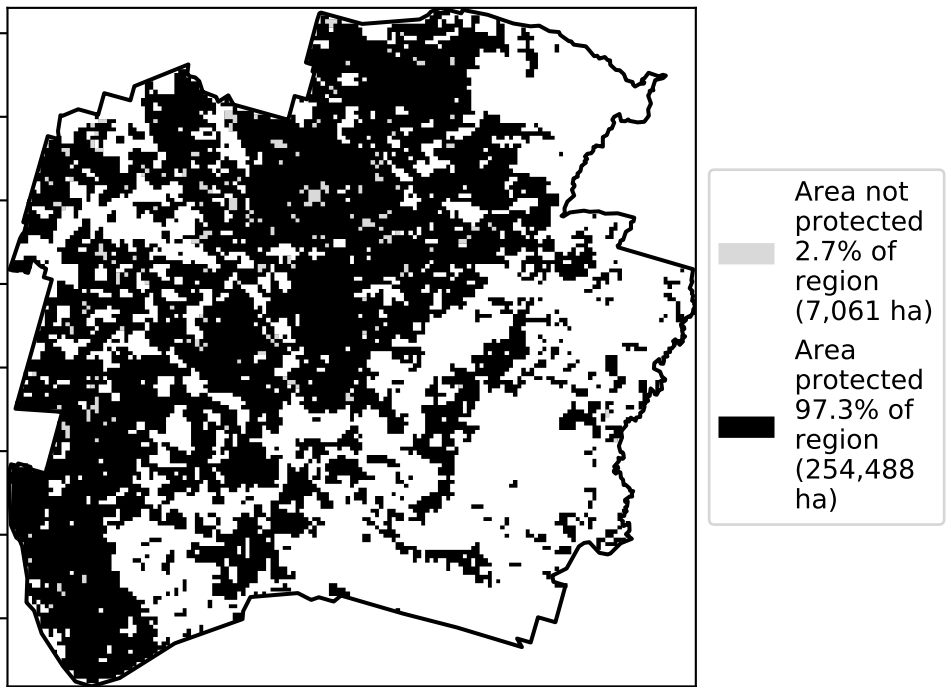 Area not
protected
2.7% of
region
(7,061 ha)
Area
protected
97.3% of
region
(254,488
ha)